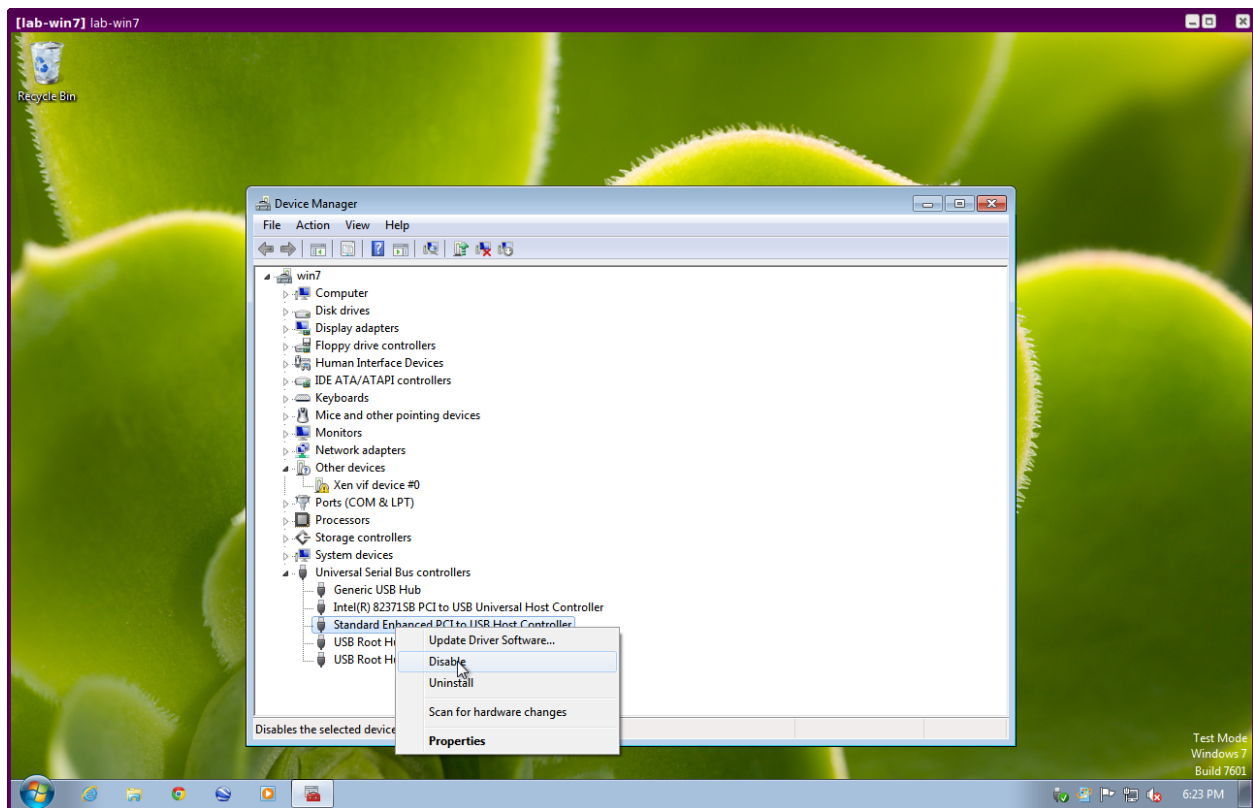 [lab-win7] lab-win7
Recycle Bin
Device Manager
File Action View Help
win7
Computer
Disk drives
Display adapters
Floppy drive controllers
Human Interface Devices
IDE ATA/ATAPI controllers
Keyboards
Mice and other pointing devices
Monitors
Network adapters
Other devices
Xen vif device #0
Ports (COM & LPT)
Processors
Storage controllers
System devices
Universal Serial Bus controllers
Generic USB Hub
Intel(R) 82371SB PCI to USB Universal Host Controller
Standard Enhanced PCI to USB Host Controller
USB Root H
USB Root H
Update Driver Software...
Disable
Uninstall
Scan for hardware changes
Properties
Disables the selected device
Test Mode
Windows 7
Build 7601
6:23 PM